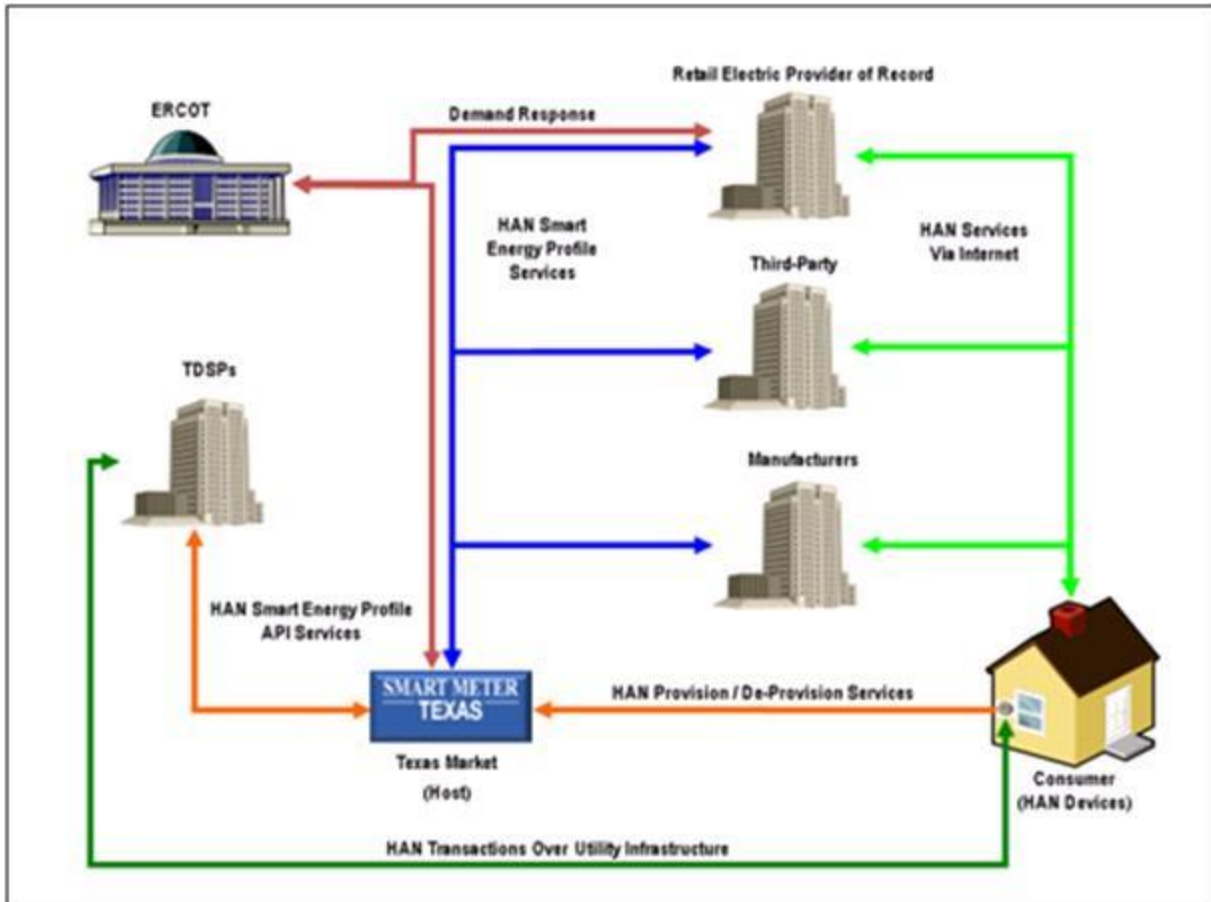 Retail Electric Provider of Record
ERCOT
Demand Response
HAN Smart
Energy Profile
Services
HAN Services
Via Internet
Third-Party
TDSPs
Manufacturers
HAN Smart Energy Profile
API Services
SMART METER
TEXAS
HAN Provision / De-Provision Services
Texas Market
(Host)
Consumer
(HAN Devices)
HAN Transactions Over Utility Infrastructure